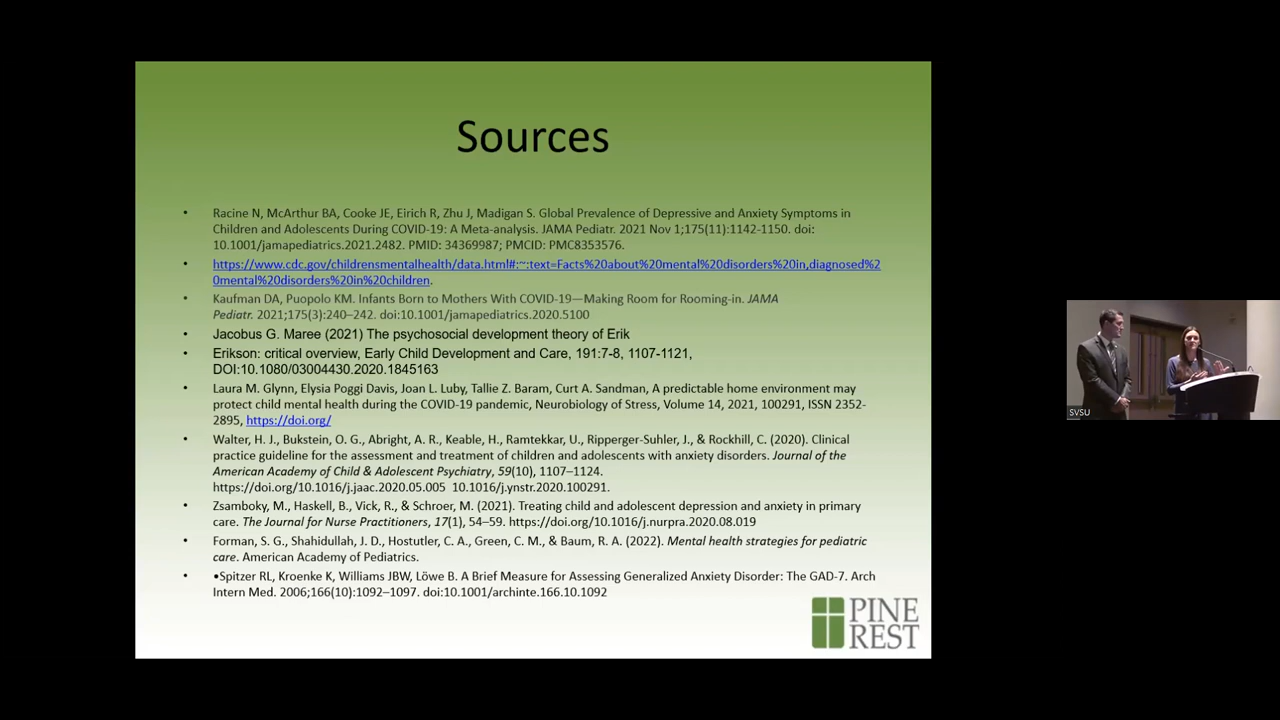 Sources
• Racine N, McArthur BA, Cooke JE, Eirich R, Zhu J, Madigan S. Global Prevalence of Depressive and Anxiety Symptoms in
Children and Adolescents During COVID-19: A Meta-analysis. JAMA Pediatr. 2021 Nov 1;175(11):1142-1150. doi:
10.1001/jamapediatrics.2021.2482. PMID: 34369987; PMCID: PMC8353576.
• https://www.cdc.gov/childrensmentalhealth/data.html#:~:text=Facts%20about%20mental%20disorders%20in,diagnosed%2
0mental%20disorders%20in%20children.
• Kaufman DA, Puopolo KM. Infants Born to Mothers With COVID-19—Making Room for Rooming-in. JAMA
Pediatr. 2021;175(3):240–242. doi:10.1001/jamapediatrics.2020.5100
• Jacobus G. Maree (2021) The psychosocial development theory of Erik
• Erikson: critical overview, Early Child Development and Care, 191:7-8, 1107-1121,
DOI:10.1080/03004430.2020.1845163
• Laura M. Glynn, Elysia Poggi Davis, Joan L. Luby, Tallie Z. Baram, Curt A. Sandman, A predictable home environment may
protect child mental health during the COVID-19 pandemic, Neurobiology of Stress, Volume 14, 2021, 100291, ISSN 2352-
2895, https://doi.org/
• Walter, H. J., Bukstein, O. G., Abright, A. R., Keable, H., Ramtekkar, U., Ripperger-Suhler, J., & Rockhill, C. (2020). Clinical
practice guideline for the assessment and treatment of children and adolescents with anxiety disorders. Journal of the
American Academy of Child & Adolescent Psychiatry, 59(10), 1107–1124.
https://doi.org/10.1016/j.jaac.2020.05.005 10.1016/j.ynstr.2020.100291.
• Zsamboky, M., Haskell, B., Vick, R., & Schroer, M. (2021). Treating child and adolescent depression and anxiety in primary
care. The Journal for Nurse Practitioners, 17(1), 54–59. https://doi.org/10.1016/j.nurpra.2020.08.019
• Forman, S. G., Shahidullah, J. D., Hostutler, C. A., Green, C. M., & Baum, R. A. (2022). Mental health strategies for pediatric
care. American Academy of Pediatrics.
• •Spitzer RL, Kroenke K, Williams JBW, Löwe B. A Brief Measure for Assessing Generalized Anxiety Disorder: The GAD-7. Arch
Intern Med. 2006;166(10):1092–1097. doi:10.1001/archinte.166.10.1092
PINE
REST
SVSU